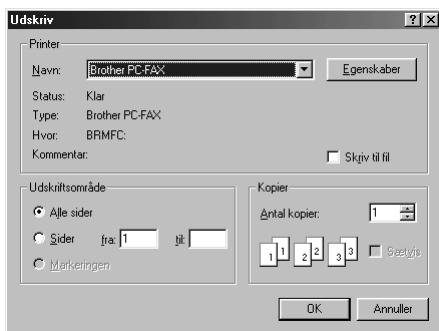 Udskriv
Printer
Navn: Brother PC-FAX Egenskaber
Status: Klar
Type: Brother PC-FAX
Hvor: BRMFC:
Kommentar: Skriv til fil
Udskriftsområde
Alle sider
Sider fra: 1 til:
Markeringen
Kopier
Antal kopier: 1
1 1 2 2 3 3 Sætvis
OK Annuller